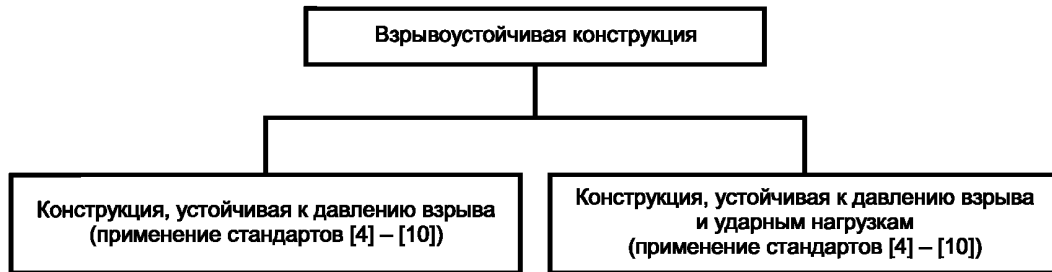 Взрывоустойчивая конструкция
Конструкция, устойчивая к давлению взрыва
(применение стандартов [4] – [10])
Конструкция, устойчивая к давлению взрыва
и ударным нагрузкам
(применение стандартов [4] – [10])